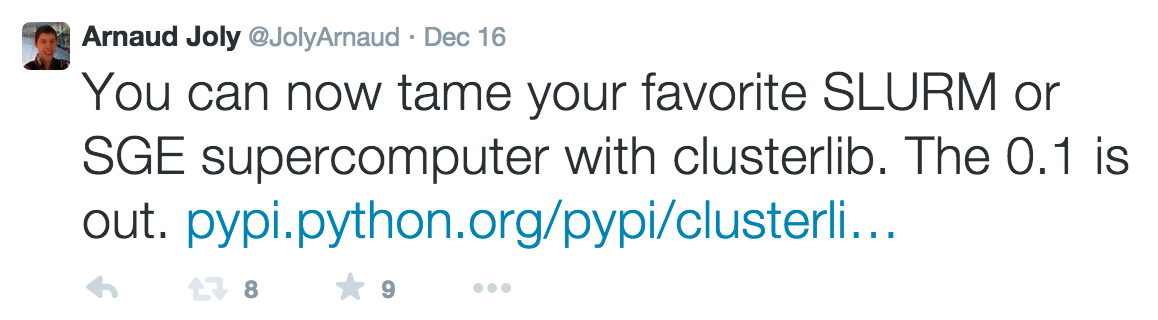 Arnaud Joly @JolyArnaud · Dec 16
You can now tame your favorite SLURM or
SGE supercomputer with clusterlib. The 0.1 is
out. pypi.python.org/pypi/clusterli…
8 9